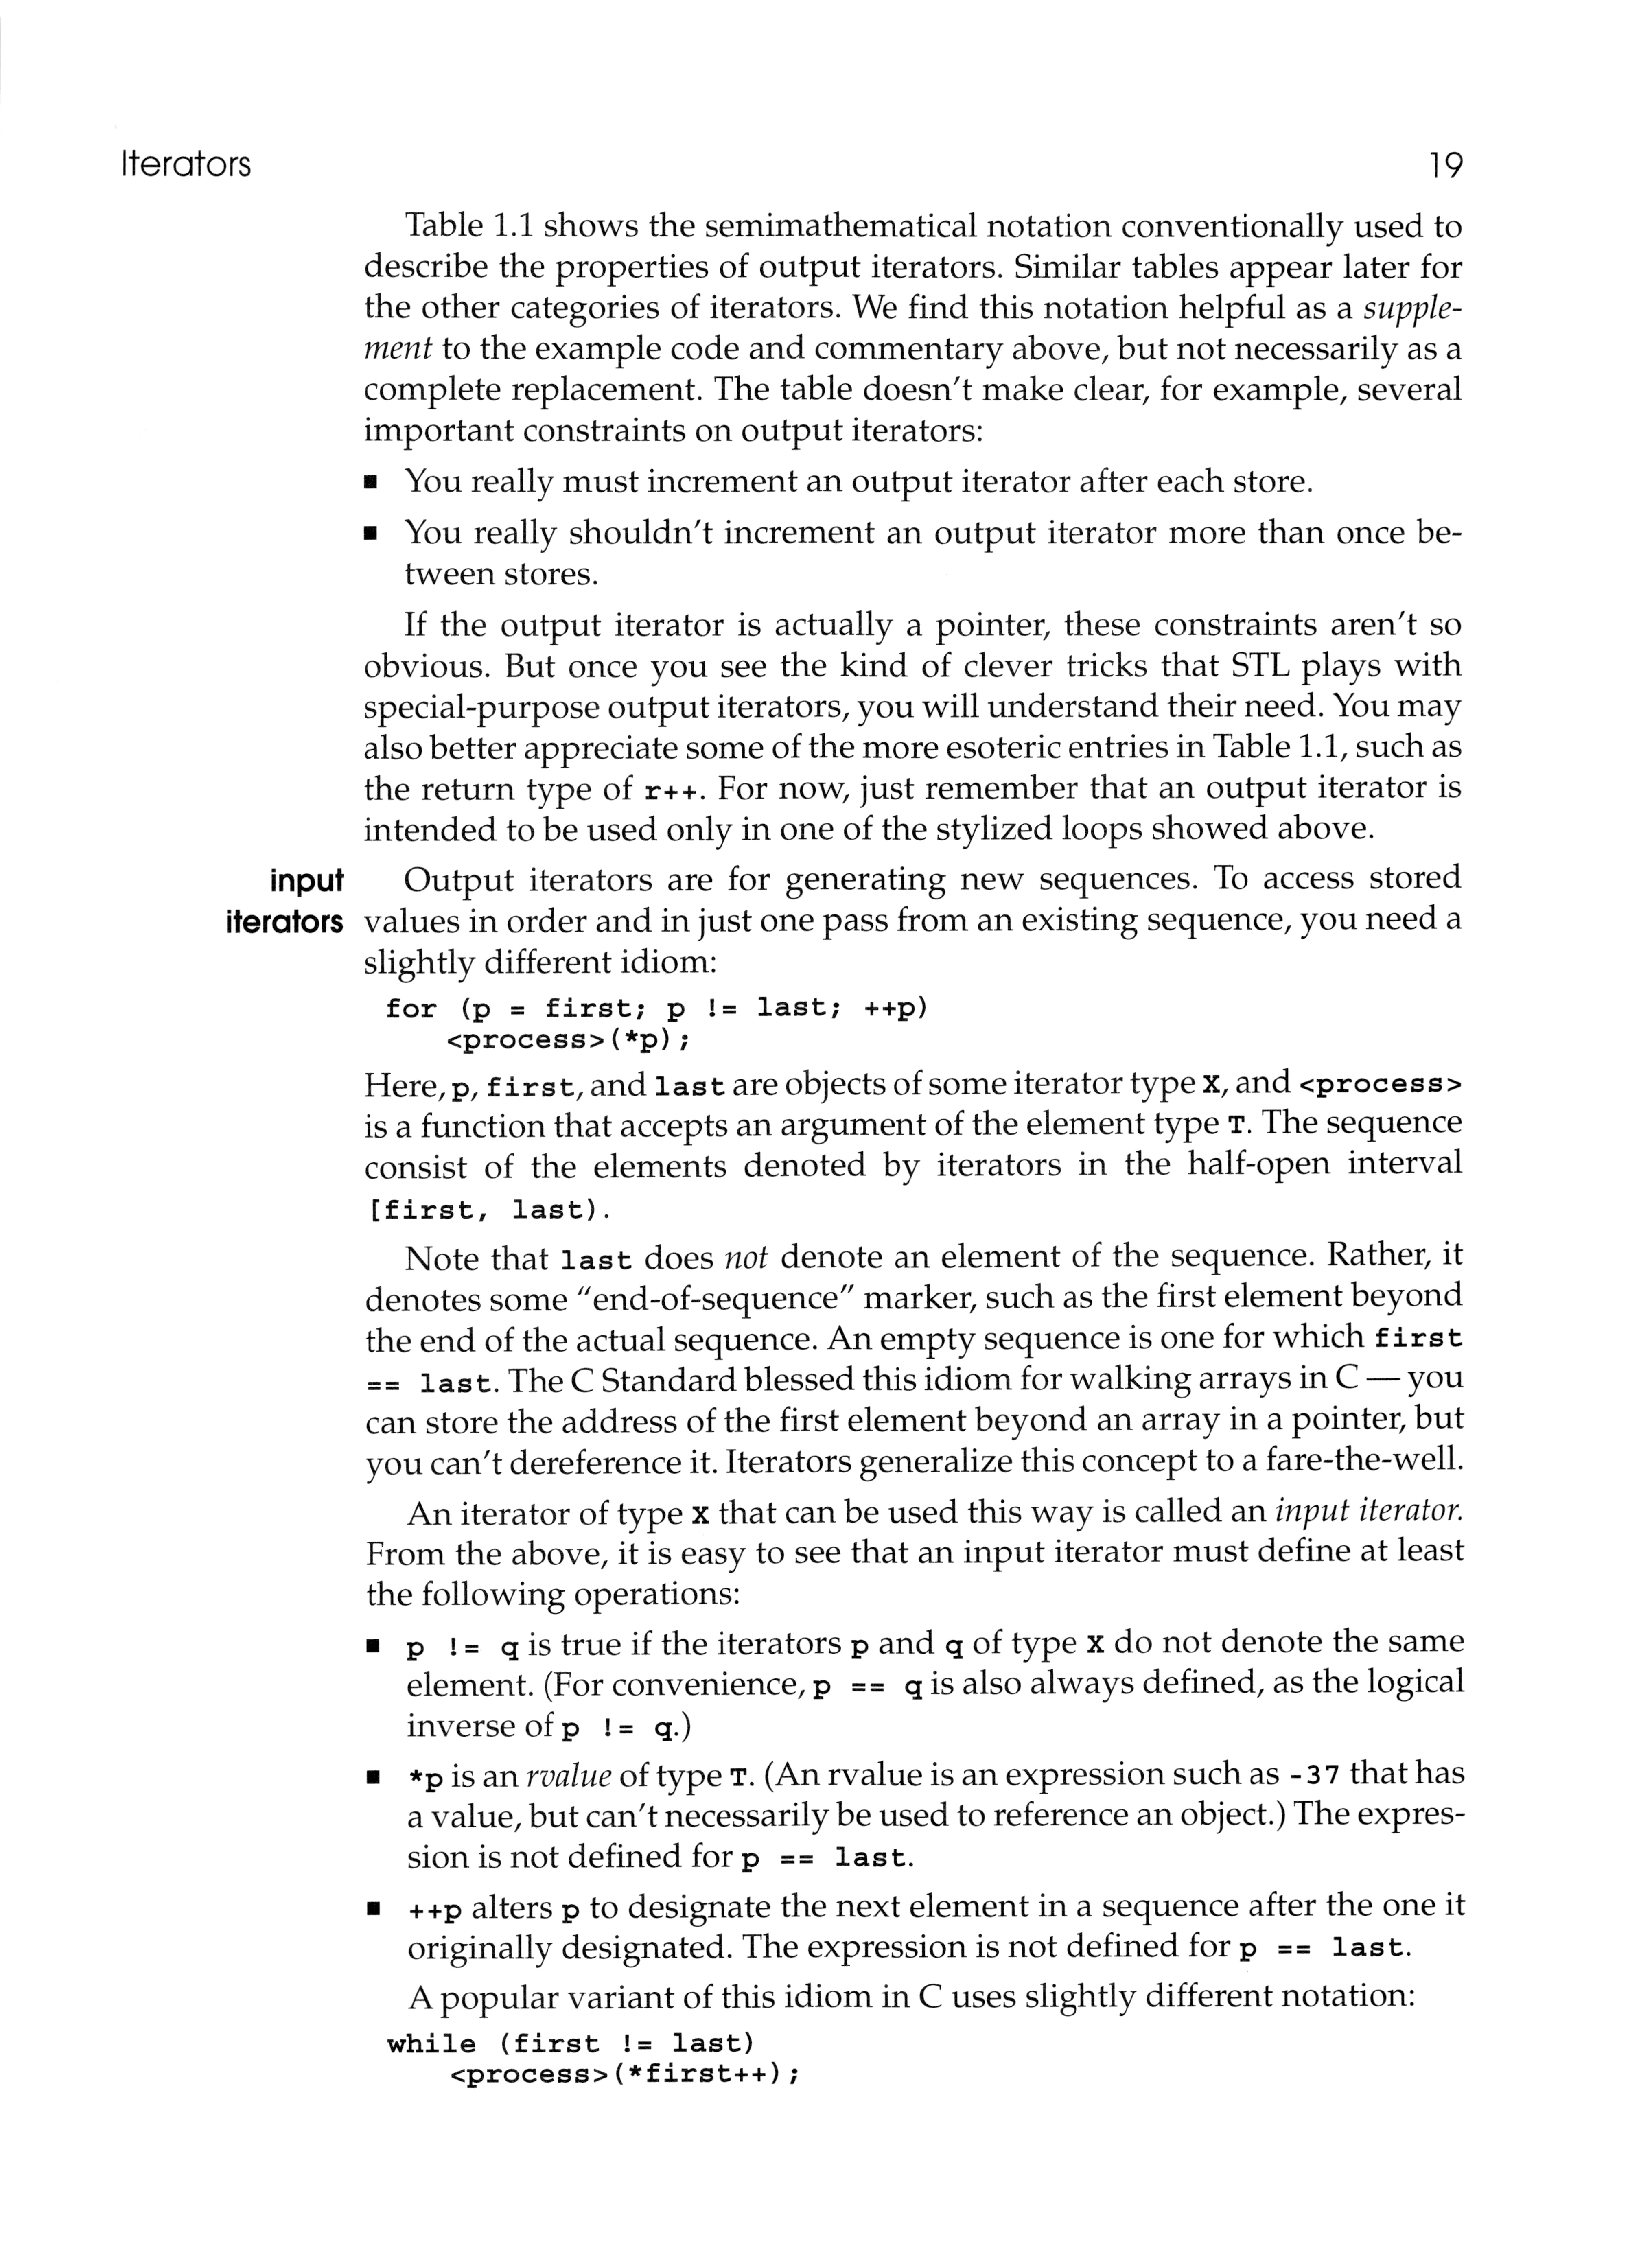 Iterators 19
Table 1.1 shows the semimathematical notation conventionally used to
describe the properties of output iterators. Similar tables appear later for
the other categories of iterators. We find this notation helpful as a supple-
ment to the example code and commentary above, but not necessarily as a
complete replacement. The table doesn't make clear, for example, several
important constraints on output iterators:
■ You really must increment an output iterator after each store.
■ You really shouldn't increment an output iterator more than once be-
tween stores.
If the output iterator is actually a pointer, these constraints aren't so
obvious. But once you see the kind of clever tricks that STL plays with
special-purpose output iterators, you will understand their need. You may
also better appreciate some of the more esoteric entries in Table 1.1, such as
the return type of r++. For now, just remember that an output iterator is
intended to be used only in one of the stylized loops showed above.
input Output iterators are for generating new sequences. To access stored
iterators values in order and in just one pass from an existing sequence, you need a
slightly different idiom:
for (p = first; p != last; ++p)
<process>(*p);
Here, p, first, and last are objects of some iterator type X, and <process>
is a function that accepts an argument of the element type T. The sequence
consist of the elements denoted by iterators in the half-open interval
[first, last).
Note that last does not denote an element of the sequence. Rather, it
denotes some "end-of-sequence" marker, such as the first element beyond
the end of the actual sequence. An empty sequence is one for which first
== last. The C Standard blessed this idiom for walking arrays in C — you
can store the address of the first element beyond an array in a pointer, but
you can't dereference it. Iterators generalize this concept to a fare-the-well.
An iterator of type X that can be used this way is called an input iterator.
From the above, it is easy to see that an input iterator must define at least
the following operations:
■ p != q is true if the iterators p and q of type X do not denote the same
element. (For convenience, p == q is also always defined, as the logical
inverse of p != q.)
■ *p is an rvalue of type T. (An rvalue is an expression such as -37 that has
a value, but can't necessarily be used to reference an object.) The expres-
sion is not defined for p == last.
■ ++p alters p to designate the next element in a sequence after the one it
originally designated. The expression is not defined for p == last.
A popular variant of this idiom in C uses slightly different notation:
while (first != last)
<process>(*first++);